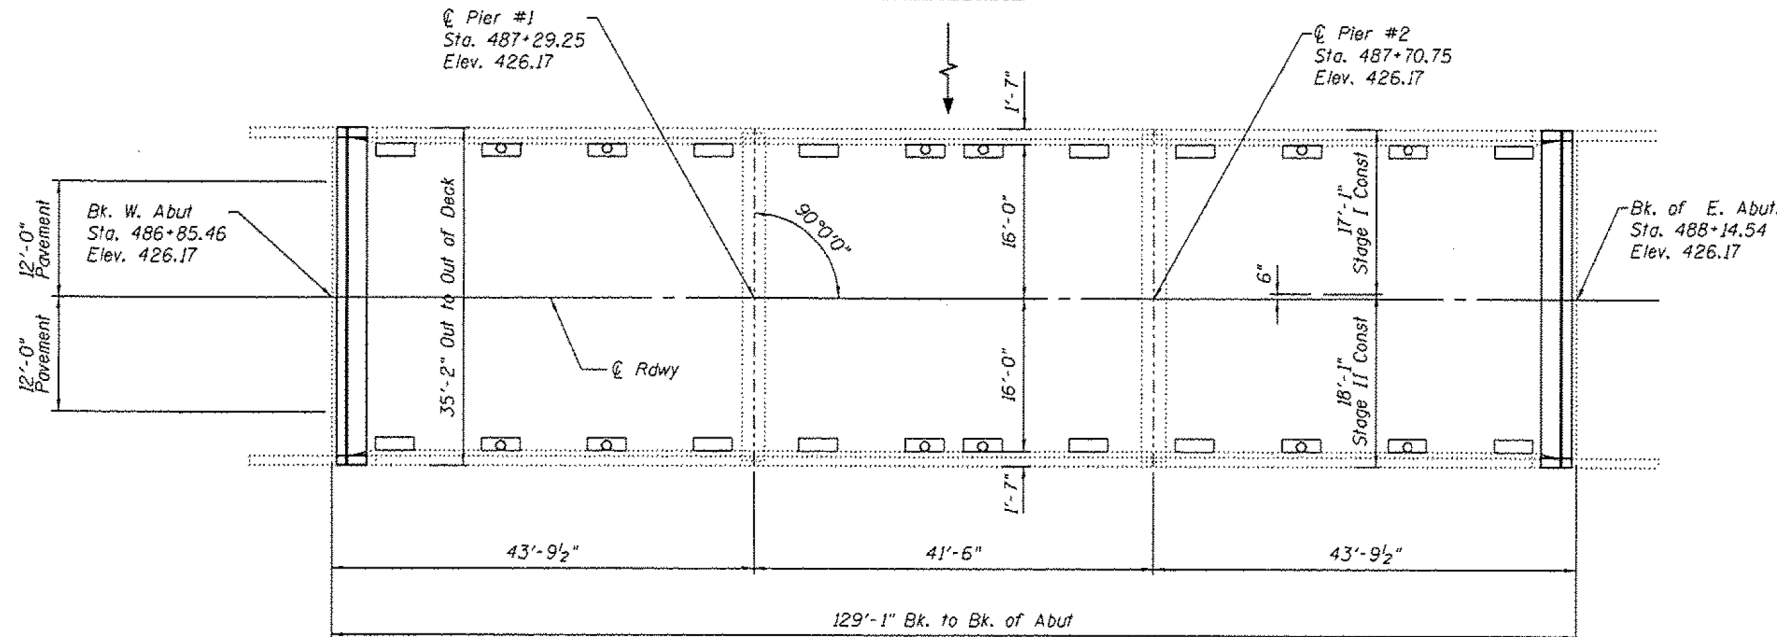 ℄ Pier #1
Sta. 487+29.25
Elev. 426.17
℄ Pier #2
Sta. 487+70.75
Elev. 426.17
1'-7"
12'-0"
Pavement
12'-0"
Pavement
Bk. W. Abut
Sta. 486+85.46
Elev. 426.17
35'-2" Out to Out of Deck
90°0'0"
℄ Rdwy
16'-0"
16'-0"
1'-7"
6"
17'-1"
Stage I Const
18'-1"
Stage II Const
Bk. of E. Abut.
Sta. 488+14.54
Elev. 426.17
43'-9½"
41'-6"
43'-9½"
129'-1" Bk. to Bk. of Abut